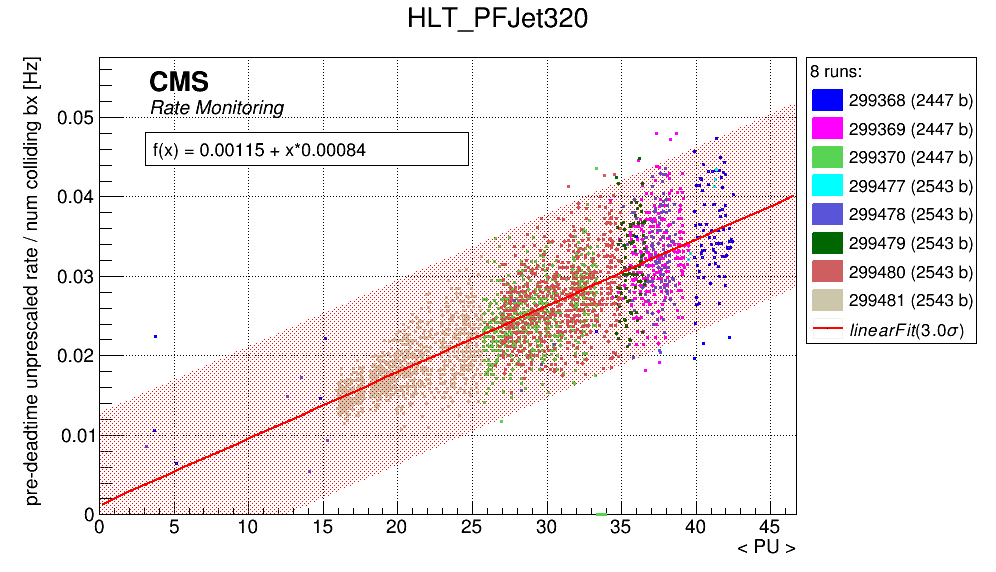 HLT_PFJet320
pre-deadtime unprescaled rate / num colliding bx [Hz]
CMS
Rate Monitoring
f(x) = 0.00115 + x*0.00084
0.05
0.04
0.03
0.02
0.01
0
0 5 10 15 20 25 30 35 40 45
< PU >
8 runs:
299368 (2447 b)
299369 (2447 b)
299370 (2447 b)
299477 (2543 b)
299478 (2543 b)
299479 (2543 b)
299480 (2543 b)
299481 (2543 b)
linearFit(3.0σ)